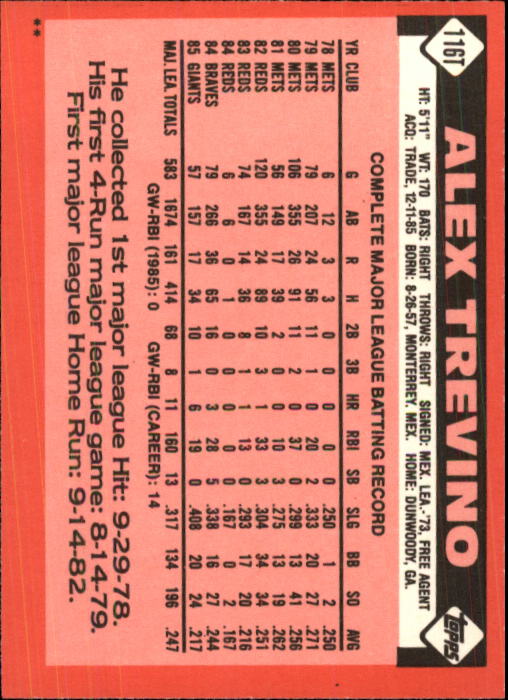 116T
ALEX TREVINO
topps
HT: 5'11" WT: 170 BATS: RIGHT THROWS: RIGHT SIGNED: MEX. LEA.-'73, FREE AGENT
ACQ: TRADE, 12-11-85 BORN: 8-26-57, MONTERREY, MEX. HOME: DUNWOODY, GA.
COMPLETE MAJOR LEAGUE BATTING RECORD
YR CLUB G AB R H 2B 3B HR RBI SB SLG BB SO AVG
78 METS 6 12 3 3 0 0 0 0 0 .250 1 2 .250
79 METS 79 207 24 56 11 1 0 20 2 .333 20 27 .271
80 METS 106 355 26 91 11 2 0 37 0 .299 13 41 .256
81 METS 56 149 17 39 2 0 0 10 3 .275 13 19 .262
82 REDS 120 355 24 89 10 3 1 33 3 .304 34 34 .251
83 REDS 74 167 14 36 8 1 1 13 0 .293 17 20 .216
84 REDS 6 6 0 1 0 0 0 0 0 .167 0 2 .167
84 BRAVES 79 266 36 65 16 0 3 28 5 .338 16 27 .244
85 GIANTS 57 157 17 34 10 1 6 19 0 .408 20 24 .217
MAJ. LEA. TOTALS 583 1674 161 414 68 8 11 160 13 .317 134 196 .247
GW-RBI (1985): 0 GW-RBI (CAREER): 14
He collected 1st major league Hit: 9-29-78.
His first 4-Run major league game: 8-14-79.
First major league Home Run: 9-14-82.
**